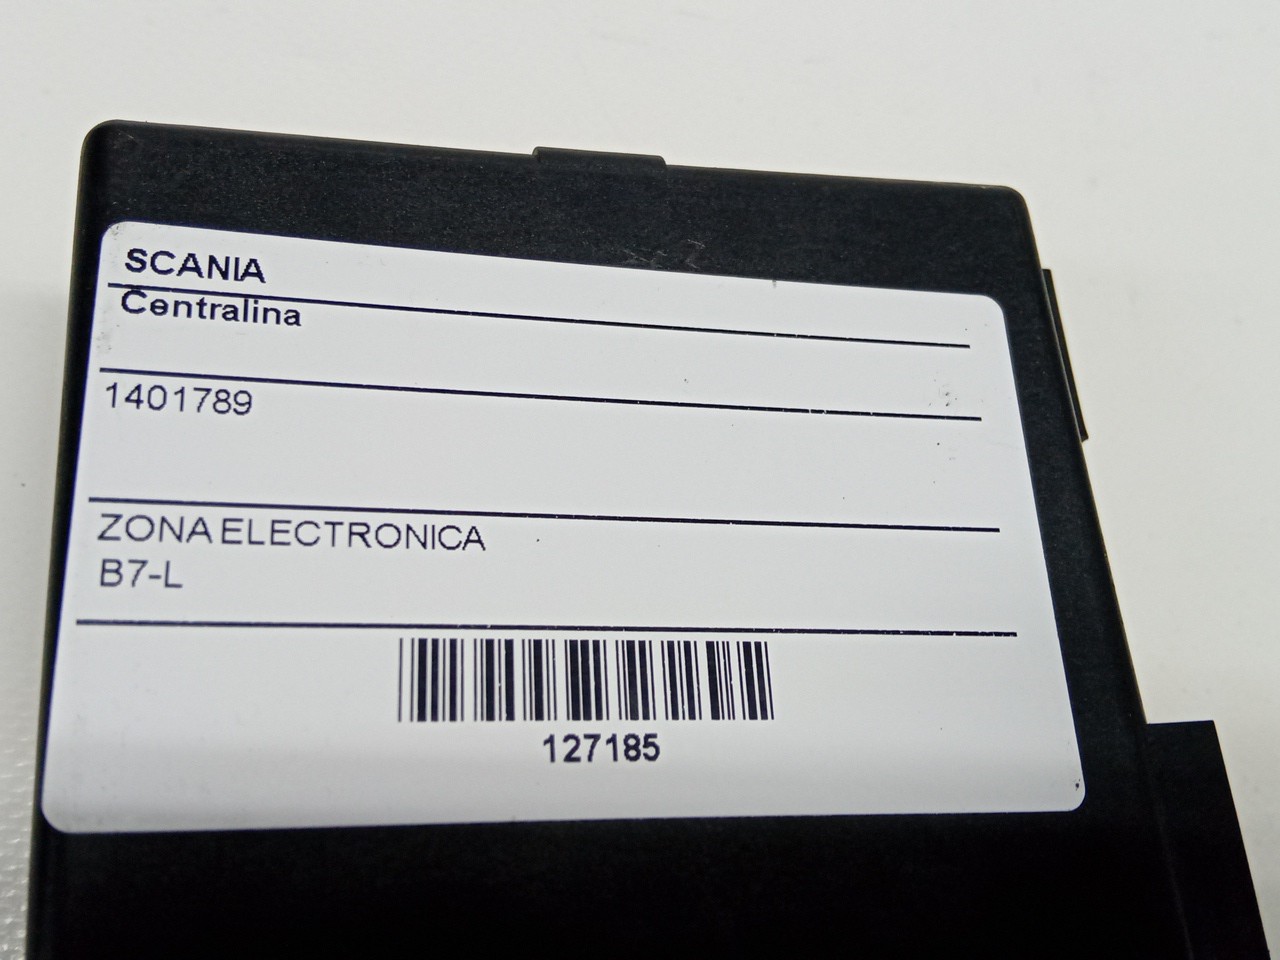 SCANIA
Centralina
1401789
ZONA ELECTRONICA
B7-L
127185